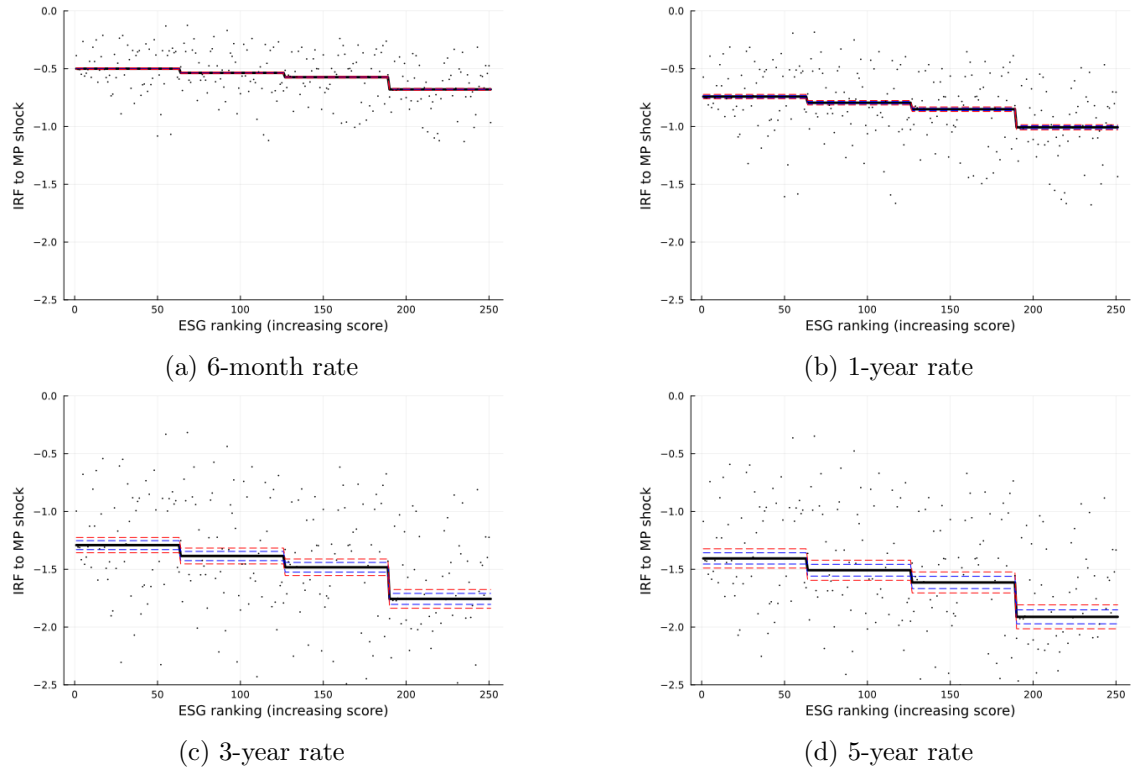 0.0
−0.5
−1.0
−1.5
−2.0
−2.5
IRF to MP shock
0 50 100 150 200 250
ESG ranking (increasing score)
(a) 6-month rate
0.0
−0.5
−1.0
−1.5
−2.0
−2.5
IRF to MP shock
0 50 100 150 200 250
ESG ranking (increasing score)
(b) 1-year rate
0.0
−0.5
−1.0
−1.5
−2.0
−2.5
IRF to MP shock
0 50 100 150 200 250
ESG ranking (increasing score)
(c) 3-year rate
0.0
−0.5
−1.0
−1.5
−2.0
−2.5
IRF to MP shock
0 50 100 150 200 250
ESG ranking (increasing score)
(d) 5-year rate